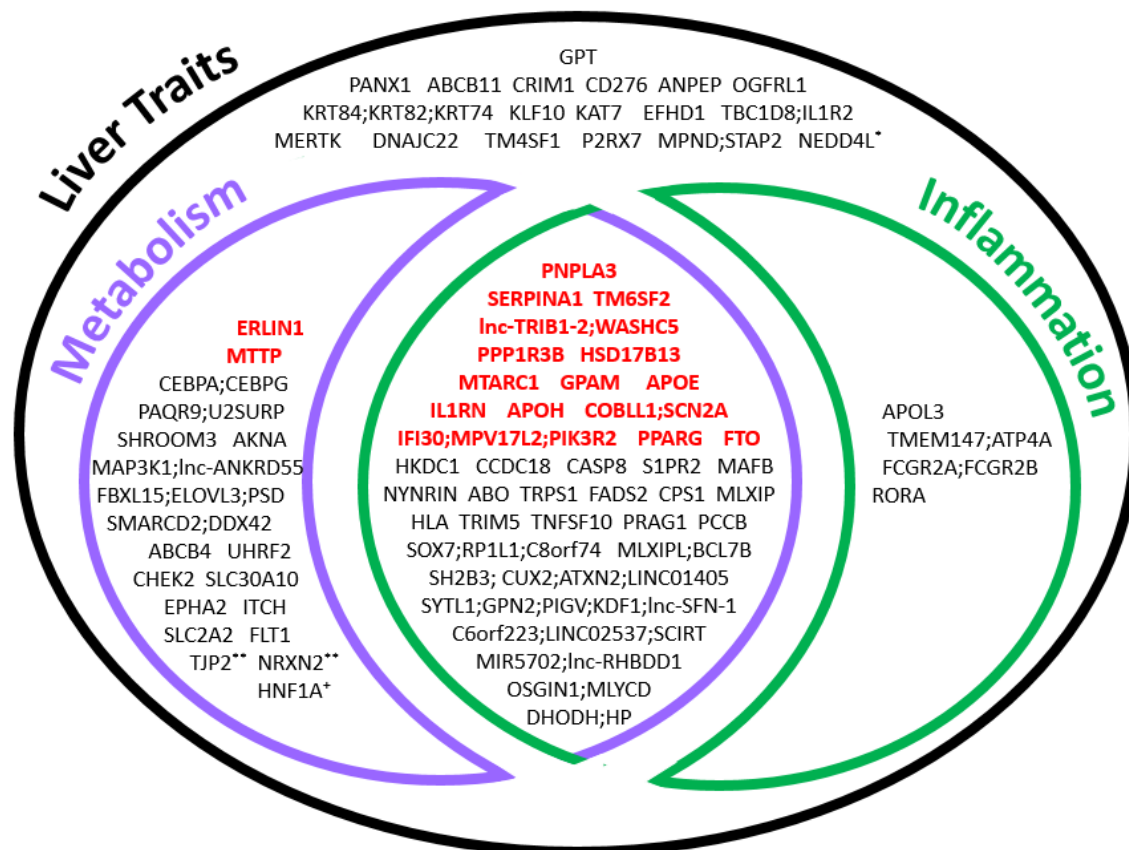 Liver Traits
GPT
PANX1 ABCB11 CRIM1 CD276 ANPEP OGFRL1
KRT84;KRT82;KRT74 KLF10 KAT7 EFHD1 TBC1D8;IL1R2
MERTK DNAJC22 TM4SF1 P2RX7 MPND;STAP2 NEDD4L*
Metabolism
ERLIN1
MTTP
CEBPA;CEBPG
PAQR9;U2SURP
SHROOM3 AKNA
MAP3K1;lnc-ANKRD55
FBXL15;ELOVL3;PSD
SMARCD2;DDX42
ABCB4 UHRF2
CHEK2 SLC30A10
EPHA2 ITCH
SLC2A2 FLT1
TJP2** NRXN2**
HNF1A+
PNPLA3
SERPINA1 TM6SF2
lnc-TRIB1-2;WASHC5
PPP1R3B HSD17B13
MTARC1 GPAM APOE
IL1RN APOH COBLL1;SCN2A
IFI30;MPV17L2;PIK3R2 PPARG FTO
HKDC1 CCDC18 CASP8 S1PR2 MAFB
NYNRIN ABO TRPS1 FADS2 CPS1 MLXIP
HLA TRIM5 TNFSF10 PRAG1 PCCB
SOX7;RP1L1;C8orf74 MLXIPL;BCL7B
SH2B3; CUX2;ATXN2;LINC01405
SYTL1;GPN2;PIGV;KDF1;lnc-SFN-1
C6orf223;LINC02537;SCIRT
MIR5702;lnc-RHBDD1
OSGIN1;MLYCD
DHODH;HP
Inflammation
APOL3
TMEM147;ATP4A
FCGR2A;FCGR2B
RORA